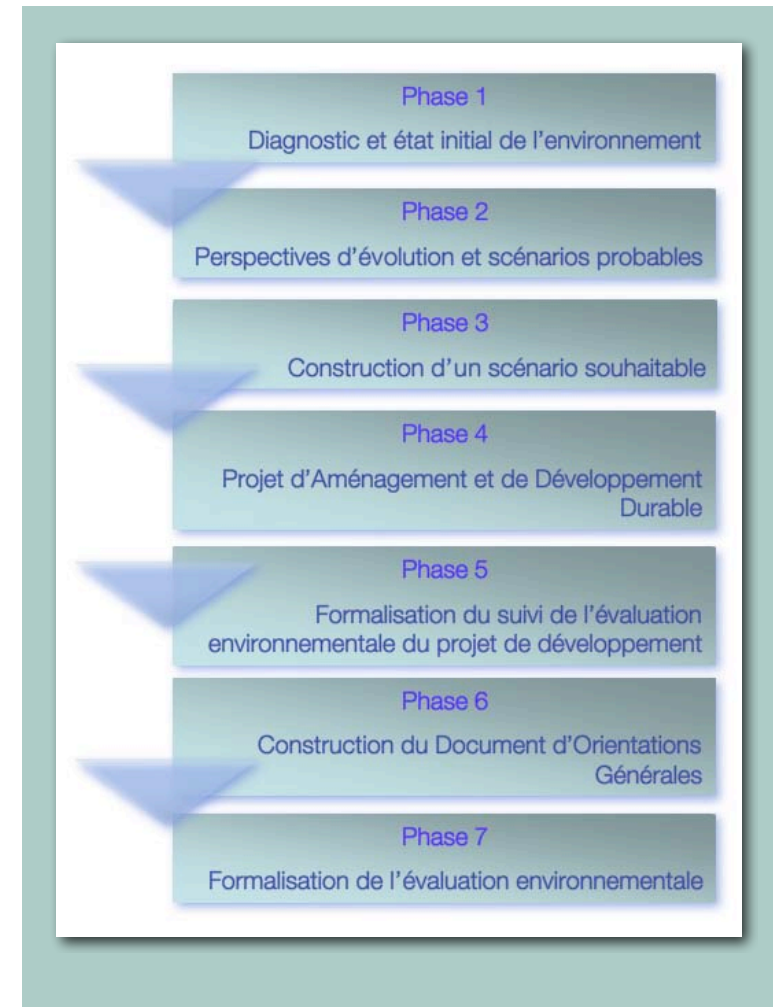 Phase 1
Diagnostic et état initial de l’environnement
Phase 2
Perspectives d’évolution et scénarios probables
Phase 3
Construction d’un scénario souhaitable
Phase 4
Projet d’Aménagement et de Développement
Durable
Phase 5
Formalisation du suivi de l’évaluation
environnementale du projet de développement
Phase 6
Construction du Document d’Orientations
Générales
Phase 7
Formalisation de l’évaluation environnementale